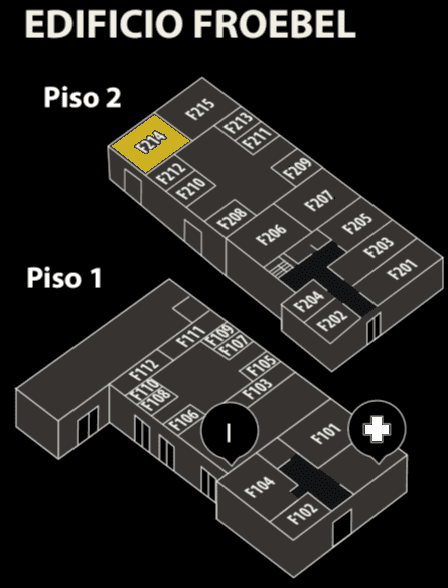 EDIFICIO FROEBEL
Piso 2
F215
F214
F213
F211
F212
F210
F209
F208
F207
F206
F205
F203
F201
F204
F202
Piso 1
F111
F109
F107
F112
F110
F108
F105
F103
F106
F101
F104
F102
I